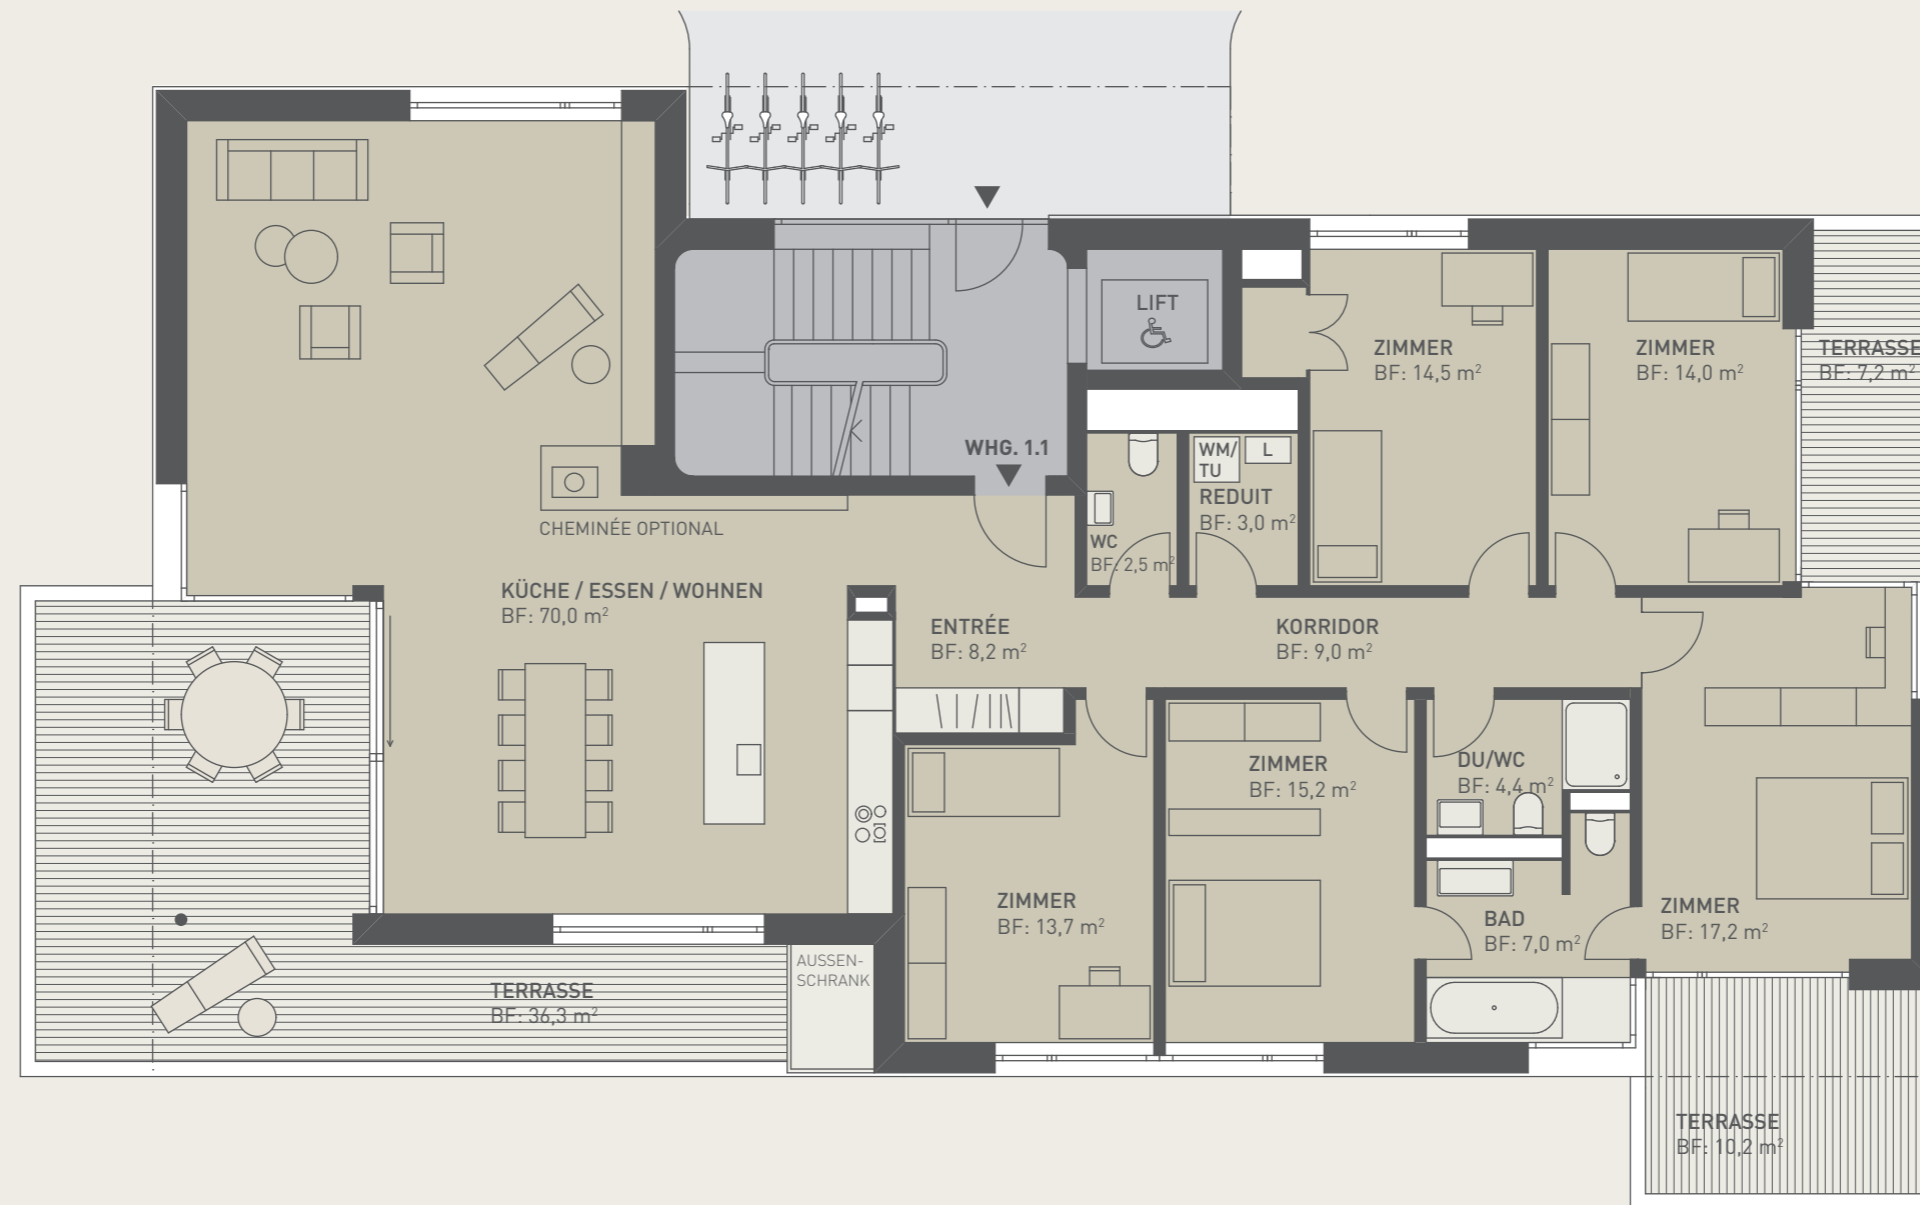 LIFT
ZIMMER
BF: 14,5 m²
ZIMMER
BF: 14,0 m²
TERRASSE
BF: 7,2 m²
WHG. 1.1
WM/
TU
L
REDUIT
BF: 3,0 m²
WC
BF: 2,5 m²
CHEMINÉE OPTIONAL
KÜCHE / ESSEN / WOHNEN
BF: 70,0 m²
ENTRÉE
BF: 8,2 m²
KORRIDOR
BF: 9,0 m²
ZIMMER
BF: 15,2 m²
DU/WC
BF: 4,4 m²
ZIMMER
BF: 13,7 m²
BAD
BF: 7,0 m²
ZIMMER
BF: 17,2 m²
AUSSEN-
SCHRANK
TERRASSE
BF: 36,3 m²
TERRASSE
BF: 10,2 m²